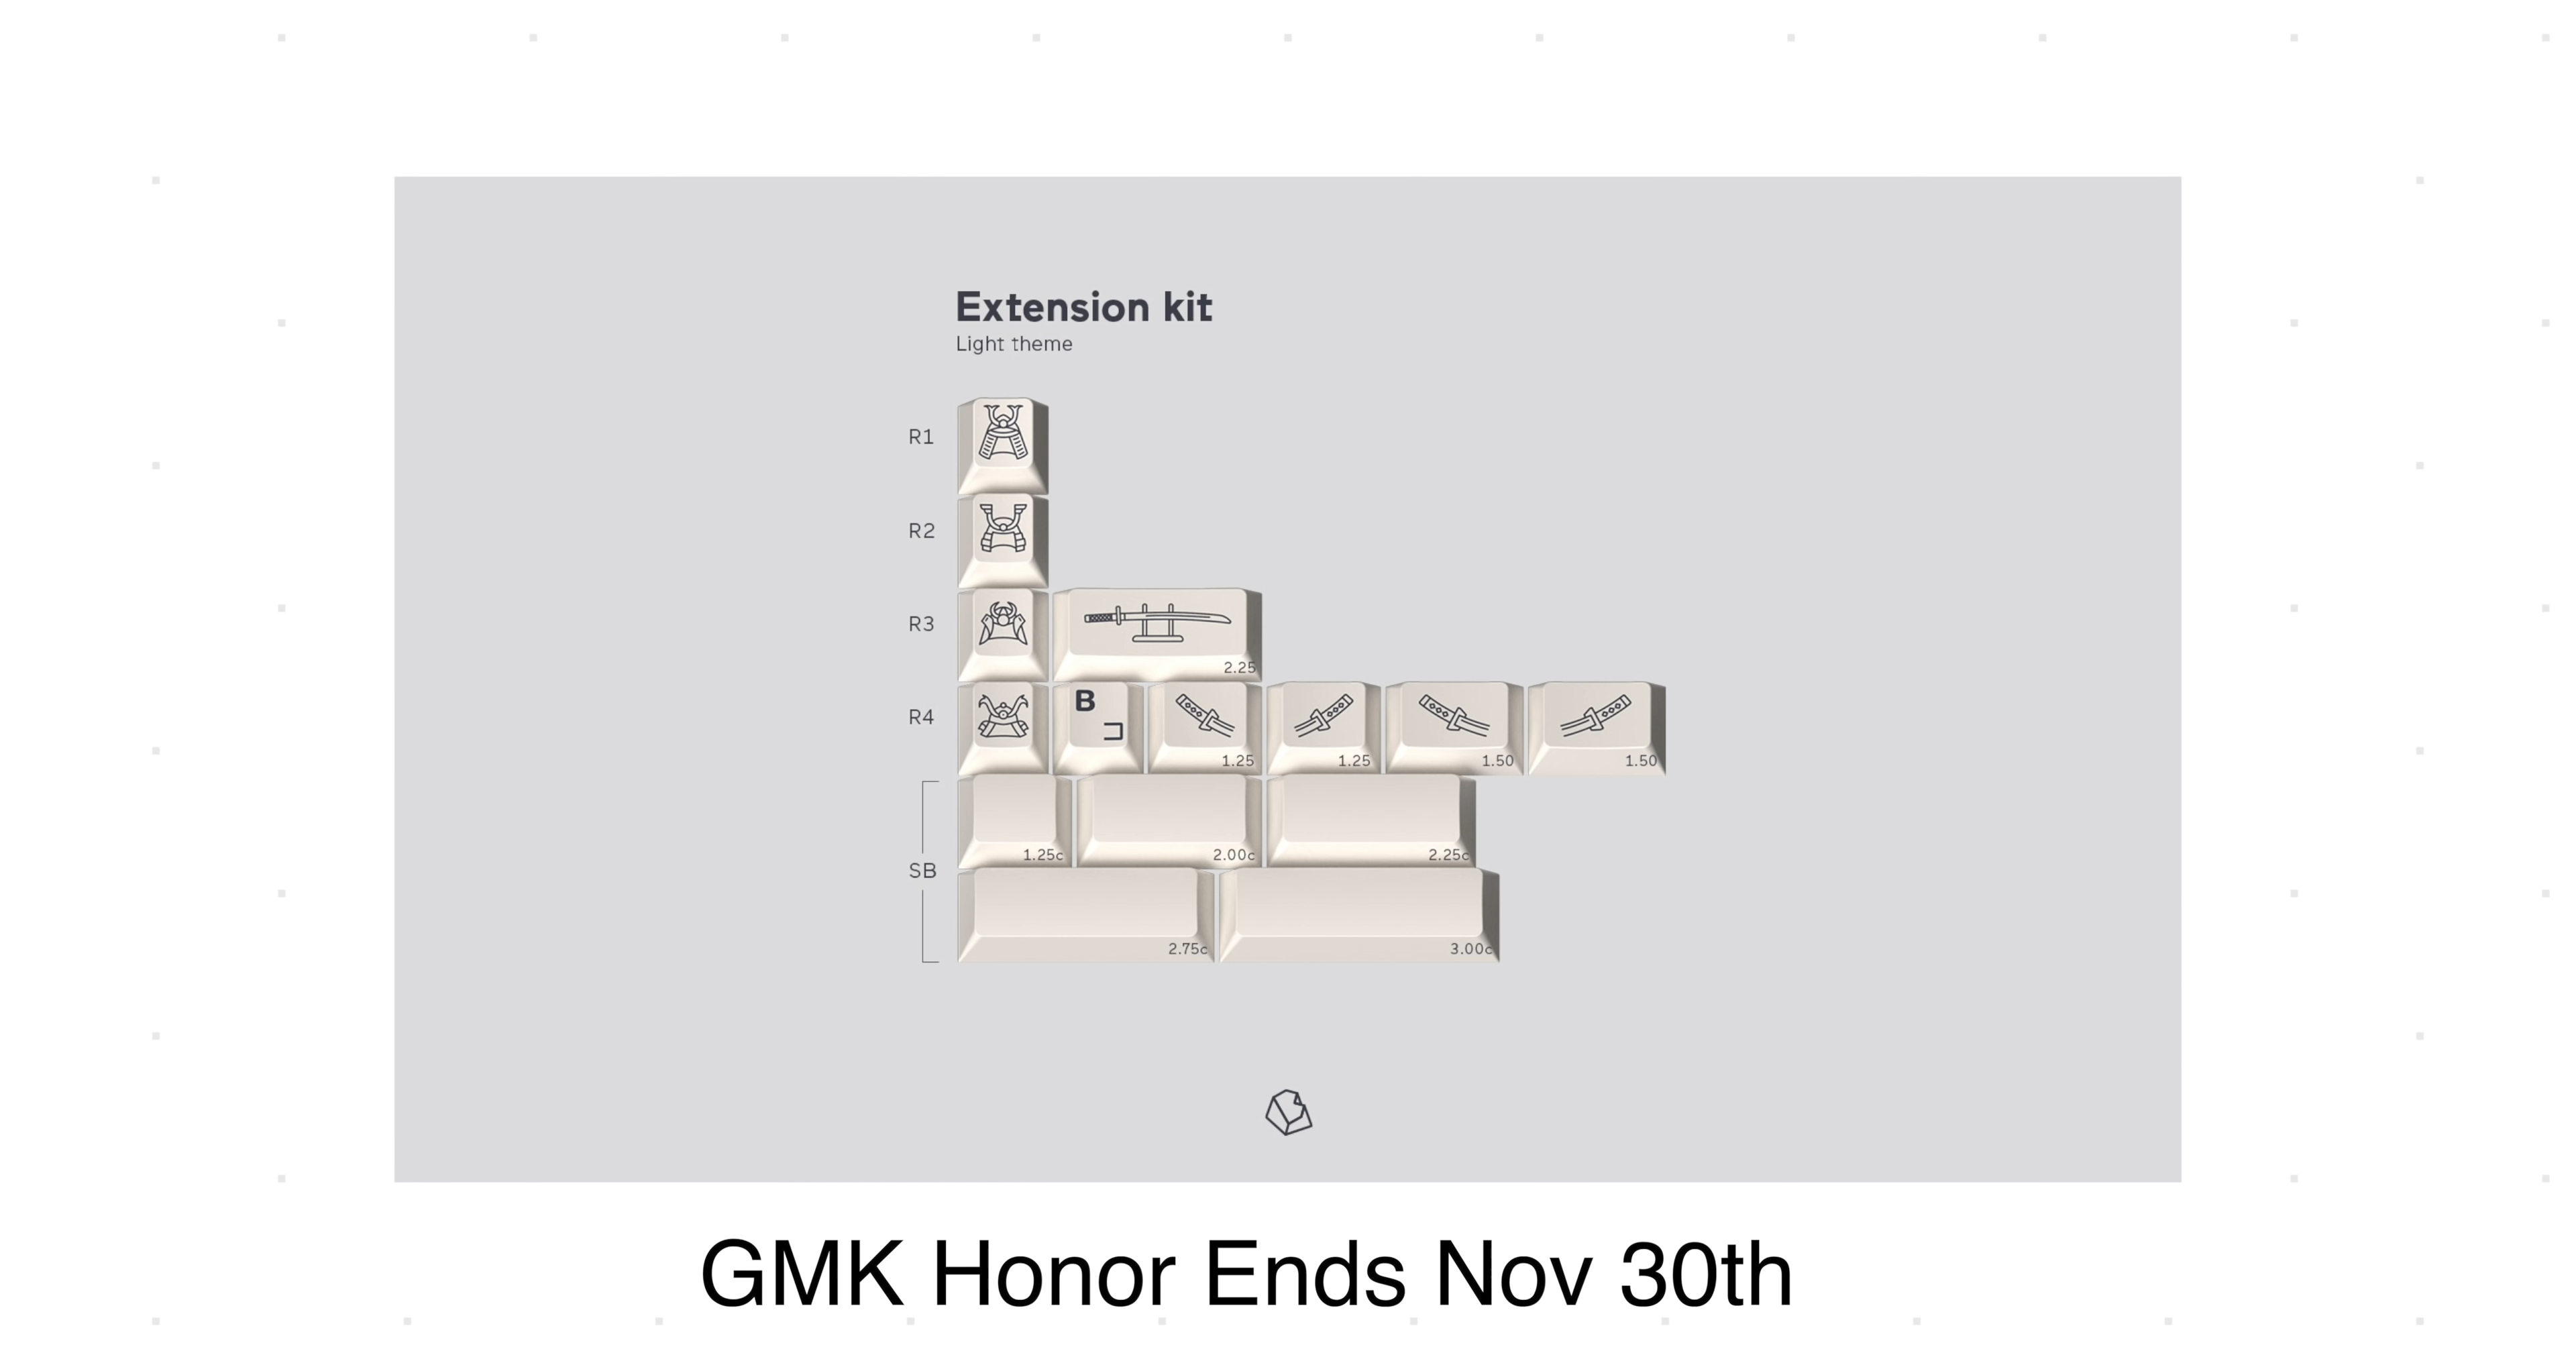 Extension kit
Light theme
R1
R2
R3
2.25
R4
B
コ
1.25
1.25
1.50
1.50
1.25c
2.00c
2.25c
SB
2.75c
3.00c
GMK Honor Ends Nov 30th